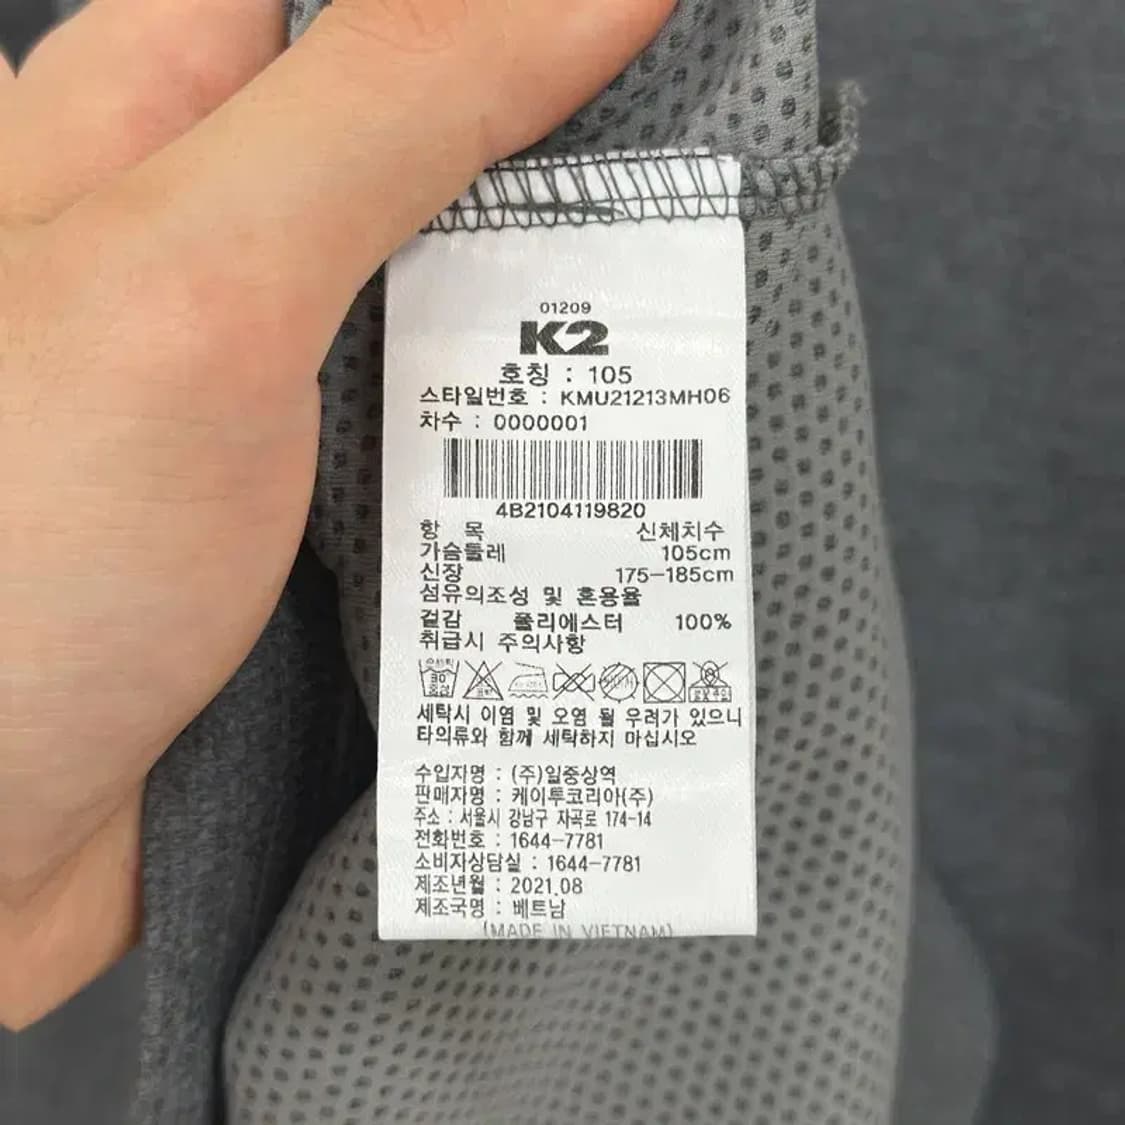 01209
K2
호칭 : 105
스타일번호 : KMU21213MH06
차수 : 0000001
4B2104119820
항 목 신체치수
가슴둘레 105cm
신장 175-185cm
섬유의조성 및 혼용율
겉감 폴리에스터 100%
취급시 주의사항
30
중성
세탁시 이염 및 오염 될 우려가 있으니
타의류와 함께 세탁하지 마십시오
수입자명 : (주)일중상역
판매자명 : 케이투코리아(주)
주소 : 서울시 강남구 자곡로 174-14
전화번호 : 1644-7781
소비자상담실 : 1644-7781
제조년월 : 2021.08
제조국명 : 베트남
(MADE IN VIETNAM)